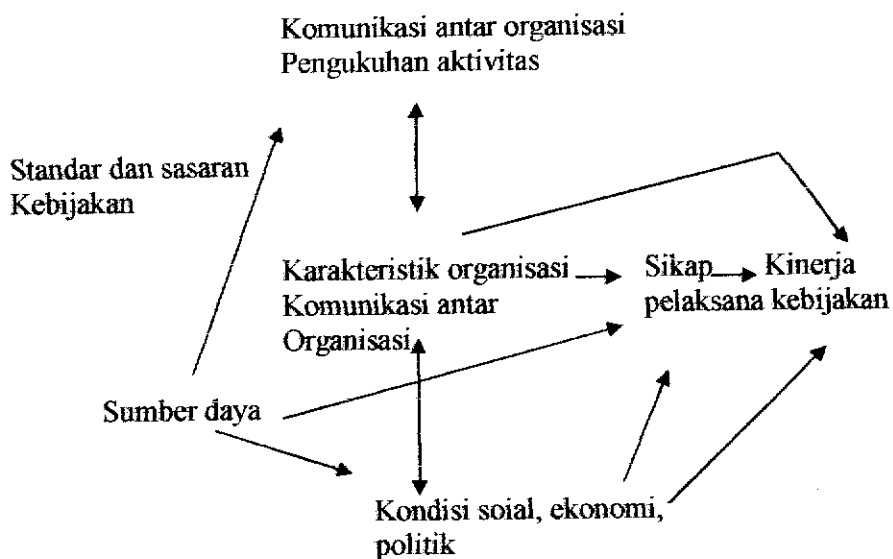 Komunikasi antar organisasi
Pengukuhan aktivitas
Standar dan sasaran
Kebijakan
Karakteristik organisasi
Komunikasi antar
Organisasi
Sikap
Kinerja
pelaksana kebijakan
Sumber daya
Kondisi soial, ekonomi,
politik